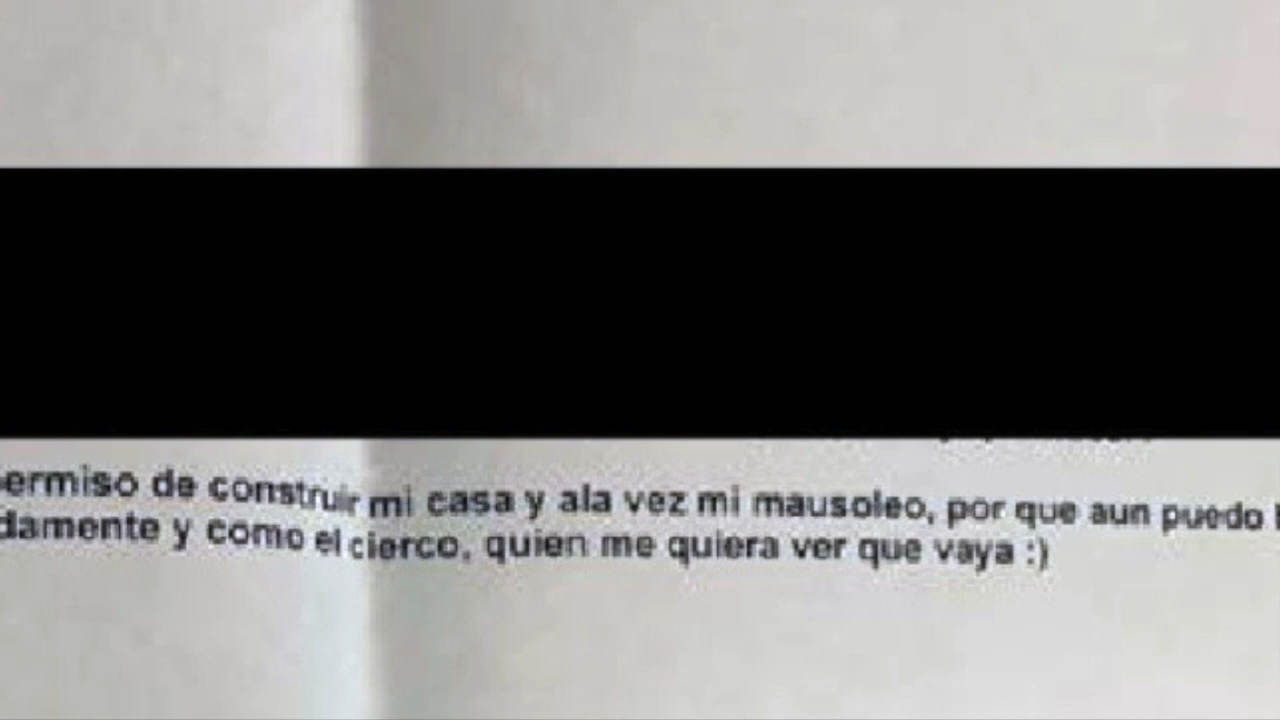 ermiso de construir mi casa y ala vez mi mausoleo, por que aun puedo
damente y como el cierco, quien me quiera ver que vaya :)